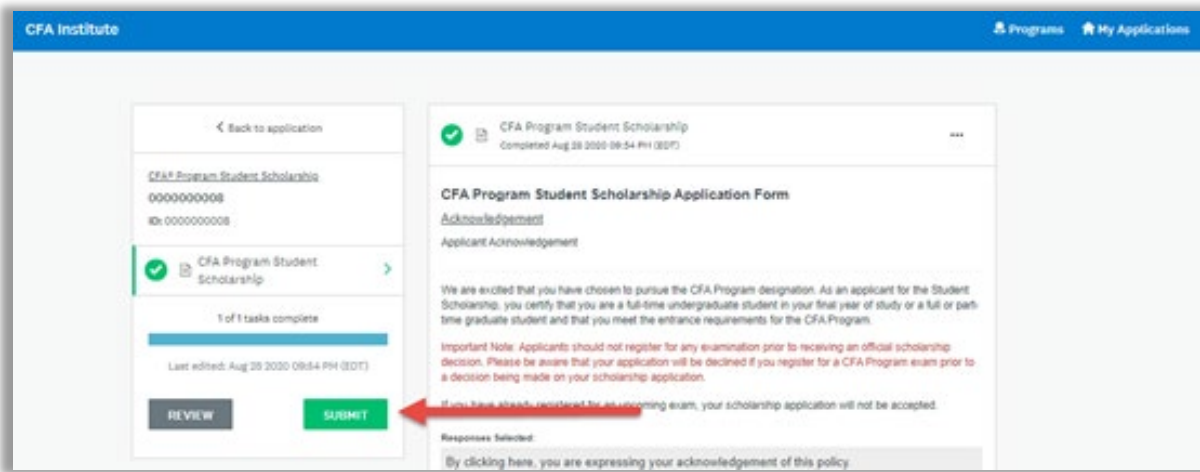 CFA Institute
Programs
My Applications
Back to application
CFA® Program Student Scholarship
0000000008
ID: 0000000008
CFA Program Student
Scholarship
1 of 1 tasks complete
Last edited: Aug 28 2020 09:54 PM (EDT)
REVIEW
SUBMIT
CFA Program Student Scholarship
Completed Aug 28 2020 09:54 PM (EDT)
...
CFA Program Student Scholarship Application Form
Acknowledgement
Applicant Acknowledgement
We are excited that you have chosen to pursue the CFA Program designation. As an applicant for the Student
Scholarship, you certify that you are a full-time undergraduate student in your final year of study or a full or part-
time graduate student and that you meet the entrance requirements for the CFA Program.
Important Note: Applicants should not register for any examination prior to receiving an official scholarship
decision. Please be aware that your application will be declined if you register for a CFA Program exam prior to
a decision being made on your scholarship application.
If you have already registered for an upcoming exam, your scholarship application will not be accepted.
Responses Selected:
By clicking here, you are expressing your acknowledgement of this policy.